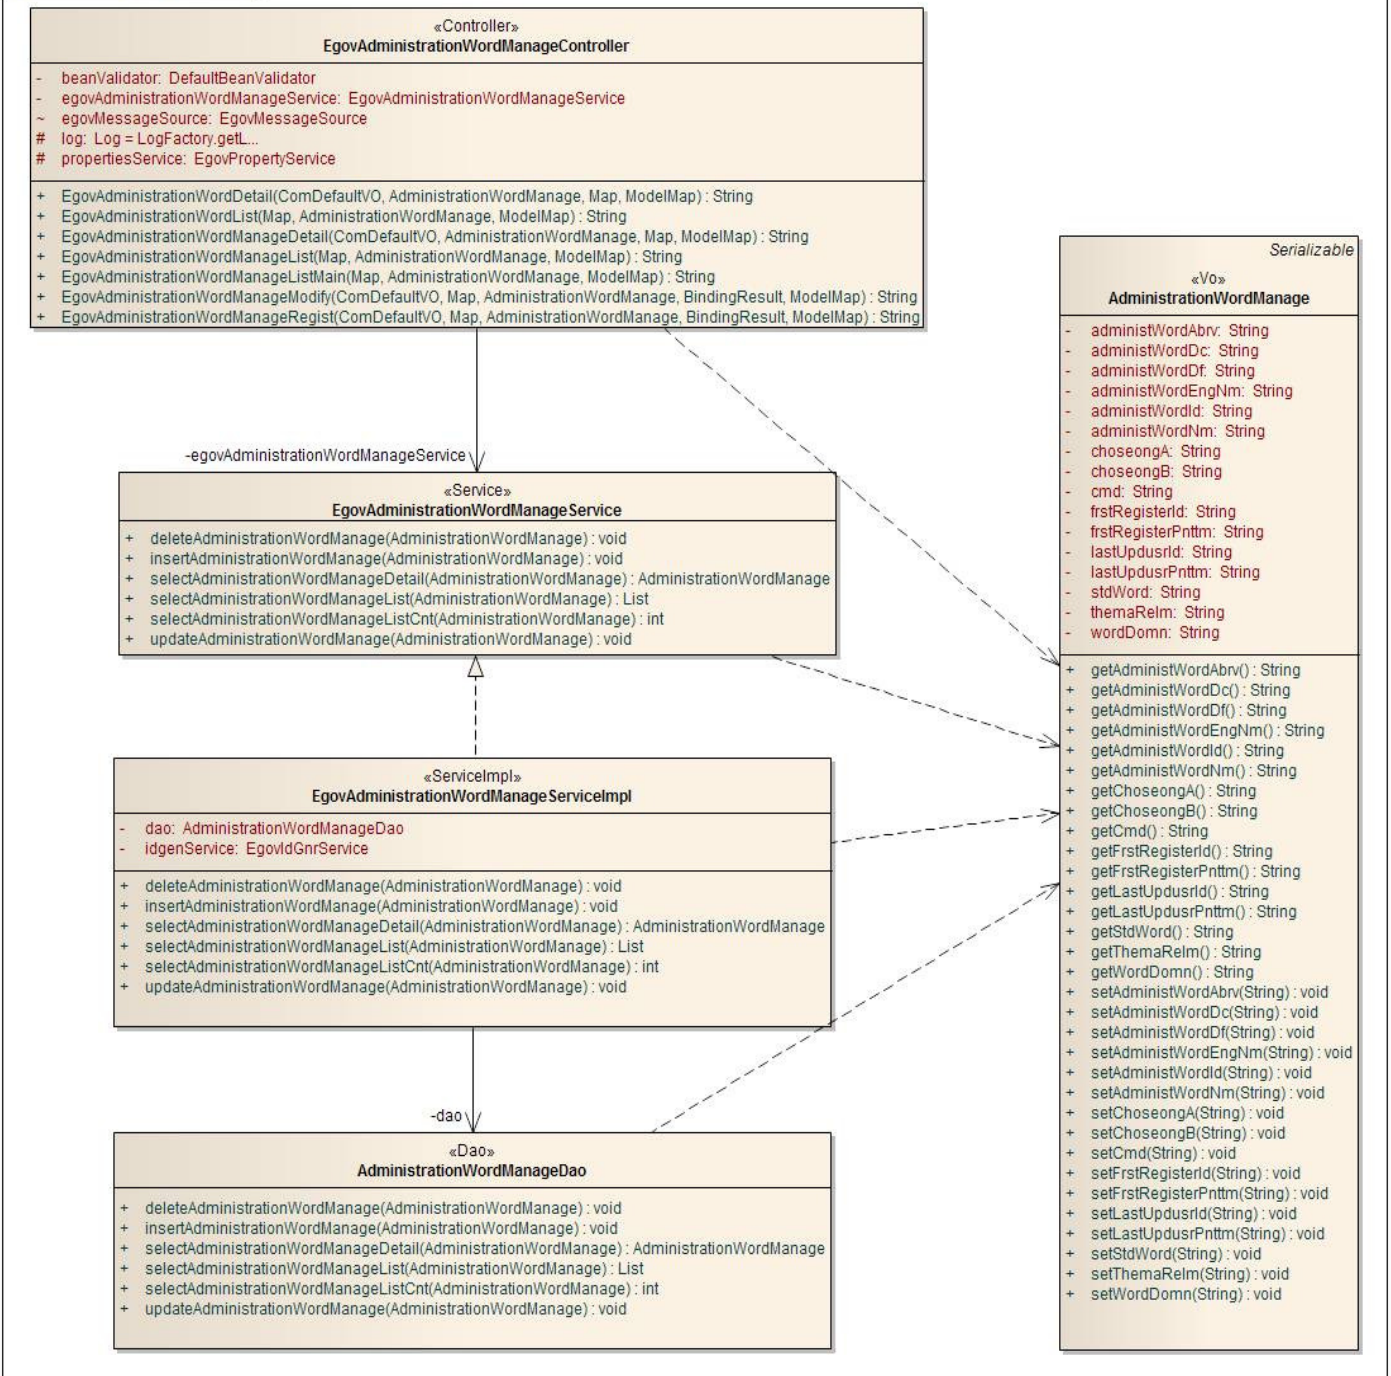 «Controller»
EgovAdministrationWordManageController
- beanValidator: DefaultBeanValidator
- egovAdministrationWordManageService: EgovAdministrationWordManageService
~ egovMessageSource: EgovMessageSource
# log: Log = LogFactory.getL...
# propertiesService: EgovPropertyService
+ EgovAdministrationWordDetail(ComDefaultVO, AdministrationWordManage, Map, ModelMap) : String
+ EgovAdministrationWordList(Map, AdministrationWordManage, ModelMap) : String
+ EgovAdministrationWordManageDetail(ComDefaultVO, AdministrationWordManage, Map, ModelMap) : String
+ EgovAdministrationWordManageList(Map, AdministrationWordManage, ModelMap) : String
+ EgovAdministrationWordManageListMain(Map, AdministrationWordManage, ModelMap) : String
+ EgovAdministrationWordManageModify(ComDefaultVO, Map, AdministrationWordManage, BindingResult, ModelMap) : String
+ EgovAdministrationWordManageRegist(ComDefaultVO, Map, AdministrationWordManage, BindingResult, ModelMap) : String
-egovAdministrationWordManageService
«Service»
EgovAdministrationWordManageService
+ deleteAdministrationWordManage(AdministrationWordManage) : void
+ insertAdministrationWordManage(AdministrationWordManage) : void
+ selectAdministrationWordManageDetail(AdministrationWordManage) : AdministrationWordManage
+ selectAdministrationWordManageList(AdministrationWordManage) : List
+ selectAdministrationWordManageListCnt(AdministrationWordManage) : int
+ updateAdministrationWordManage(AdministrationWordManage) : void
«ServiceImpl»
EgovAdministrationWordManageServiceImpl
- dao: AdministrationWordManageDao
- idgenService: EgovIdGnrService
+ deleteAdministrationWordManage(AdministrationWordManage) : void
+ insertAdministrationWordManage(AdministrationWordManage) : void
+ selectAdministrationWordManageDetail(AdministrationWordManage) : AdministrationWordManage
+ selectAdministrationWordManageList(AdministrationWordManage) : List
+ selectAdministrationWordManageListCnt(AdministrationWordManage) : int
+ updateAdministrationWordManage(AdministrationWordManage) : void
-dao
«Dao»
AdministrationWordManageDao
+ deleteAdministrationWordManage(AdministrationWordManage) : void
+ insertAdministrationWordManage(AdministrationWordManage) : void
+ selectAdministrationWordManageDetail(AdministrationWordManage) : AdministrationWordManage
+ selectAdministrationWordManageList(AdministrationWordManage) : List
+ selectAdministrationWordManageListCnt(AdministrationWordManage) : int
+ updateAdministrationWordManage(AdministrationWordManage) : void
Serializable
«Vo»
AdministrationWordManage
- administWordAbrv: String
- administWordDc: String
- administWordDf: String
- administWordEngNm: String
- administWordId: String
- administWordNm: String
- choseongA: String
- choseongB: String
- cmd: String
- frstRegisterId: String
- frstRegisterPnttm: String
- lastUpdusrId: String
- lastUpdusrPnttm: String
- stdWord: String
- themaRelm: String
- wordDomn: String
+ getAdministWordAbrv() : String
+ getAdministWordDc() : String
+ getAdministWordDf() : String
+ getAdministWordEngNm() : String
+ getAdministWordId() : String
+ getAdministWordNm() : String
+ getChoseongA() : String
+ getChoseongB() : String
+ getCmd() : String
+ getFrstRegisterId() : String
+ getFrstRegisterPnttm() : String
+ getLastUpdusrId() : String
+ getLastUpdusrPnttm() : String
+ getStdWord() : String
+ getThemaRelm() : String
+ getWordDomn() : String
+ setAdministWordAbrv(String) : void
+ setAdministWordDc(String) : void
+ setAdministWordDf(String) : void
+ setAdministWordEngNm(String) : void
+ setAdministWordId(String) : void
+ setAdministWordNm(String) : void
+ setChoseongA(String) : void
+ setChoseongB(String) : void
+ setCmd(String) : void
+ setFrstRegisterId(String) : void
+ setFrstRegisterPnttm(String) : void
+ setLastUpdusrId(String) : void
+ setLastUpdusrPnttm(String) : void
+ setStdWord(String) : void
+ setThemaRelm(String) : void
+ setWordDomn(String) : void